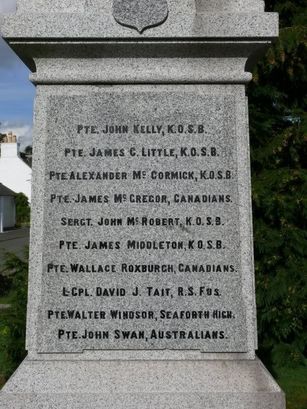 PTE. JOHN KELLY, K.O.S.B.
PTE. JAMES C. LITTLE, K.O.S.B.
PTE. ALEXANDER Mc CORMICK, K.O.S.B
PTE. JAMES Mc GREGOR, CANADIANS.
SERGT. JOHN Mc ROBERT, K.O.S.B.
PTE. JAMES MIDDLETON, K.O.S.B.
PTE. WALLACE ROXBURGH, CANADIANS.
L-CPL. DAVID J. TAIT, R.S. FUS.
PTE. WALTER WINDSOR, SEAFORTH HIGH.
PTE. JOHN SWAN, AUSTRALIANS.